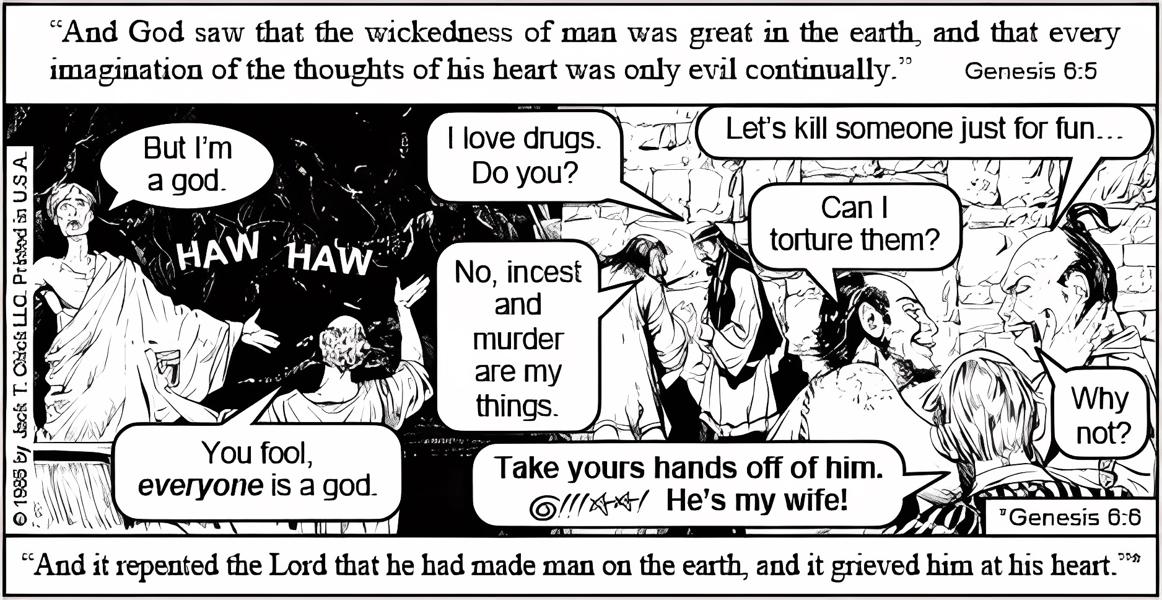 “And God saw that the wickedness of man was great in the earth, and that every
imagination of the thoughts of his heart was only evil continually.” Genesis 6:5
© 1985 by Jack T. Chick LLC. Printed in U.S.A.
But I'm
a god.
HAW HAW
You fool,
everyone is a god.
I love drugs.
Do you?
No, incest
and
murder
are my
things.
Let's kill someone just for fun...
Can I
torture them?
Why
not?
Take yours hands off of him.
He's my wife!
"Genesis 6:6
“And it repented the Lord that he had made man on the earth, and it grieved him at his heart.”””